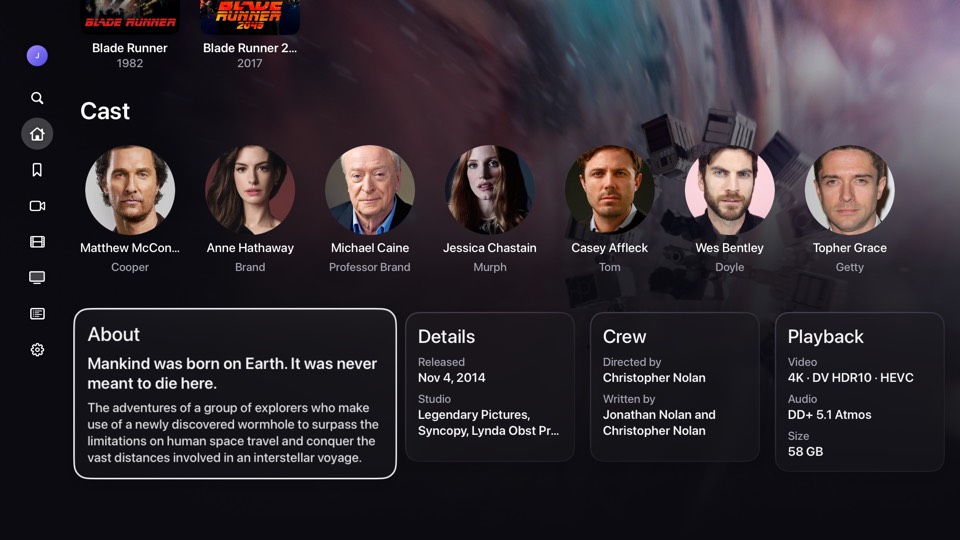 BLADE RUNNER
BLADE
RUNNER
2049
Blade Runner
Blade Runner 2...
1982
2017
J
Cast
Matthew McCon...
Anne Hathaway
Michael Caine
Jessica Chastain
Casey Affleck
Wes Bentley
Topher Grace
Cooper
Brand
Professor Brand
Murph
Tom
Doyle
Getty
About
Mankind was born on Earth. It was never
meant to die here.
The adventures of a group of explorers who make
use of a newly discovered wormhole to surpass the
limitations on human space travel and conquer the
vast distances involved in an interstellar voyage.
Details
Released
Nov 4, 2014
Studio
Legendary Pictures,
Syncopy, Lynda Obst Pr...
Crew
Directed by
Christopher Nolan
Written by
Jonathan Nolan and
Christopher Nolan
Playback
Video
4K · DV HDR10 · HEVC
Audio
DD+ 5.1 Atmos
Size
58 GB